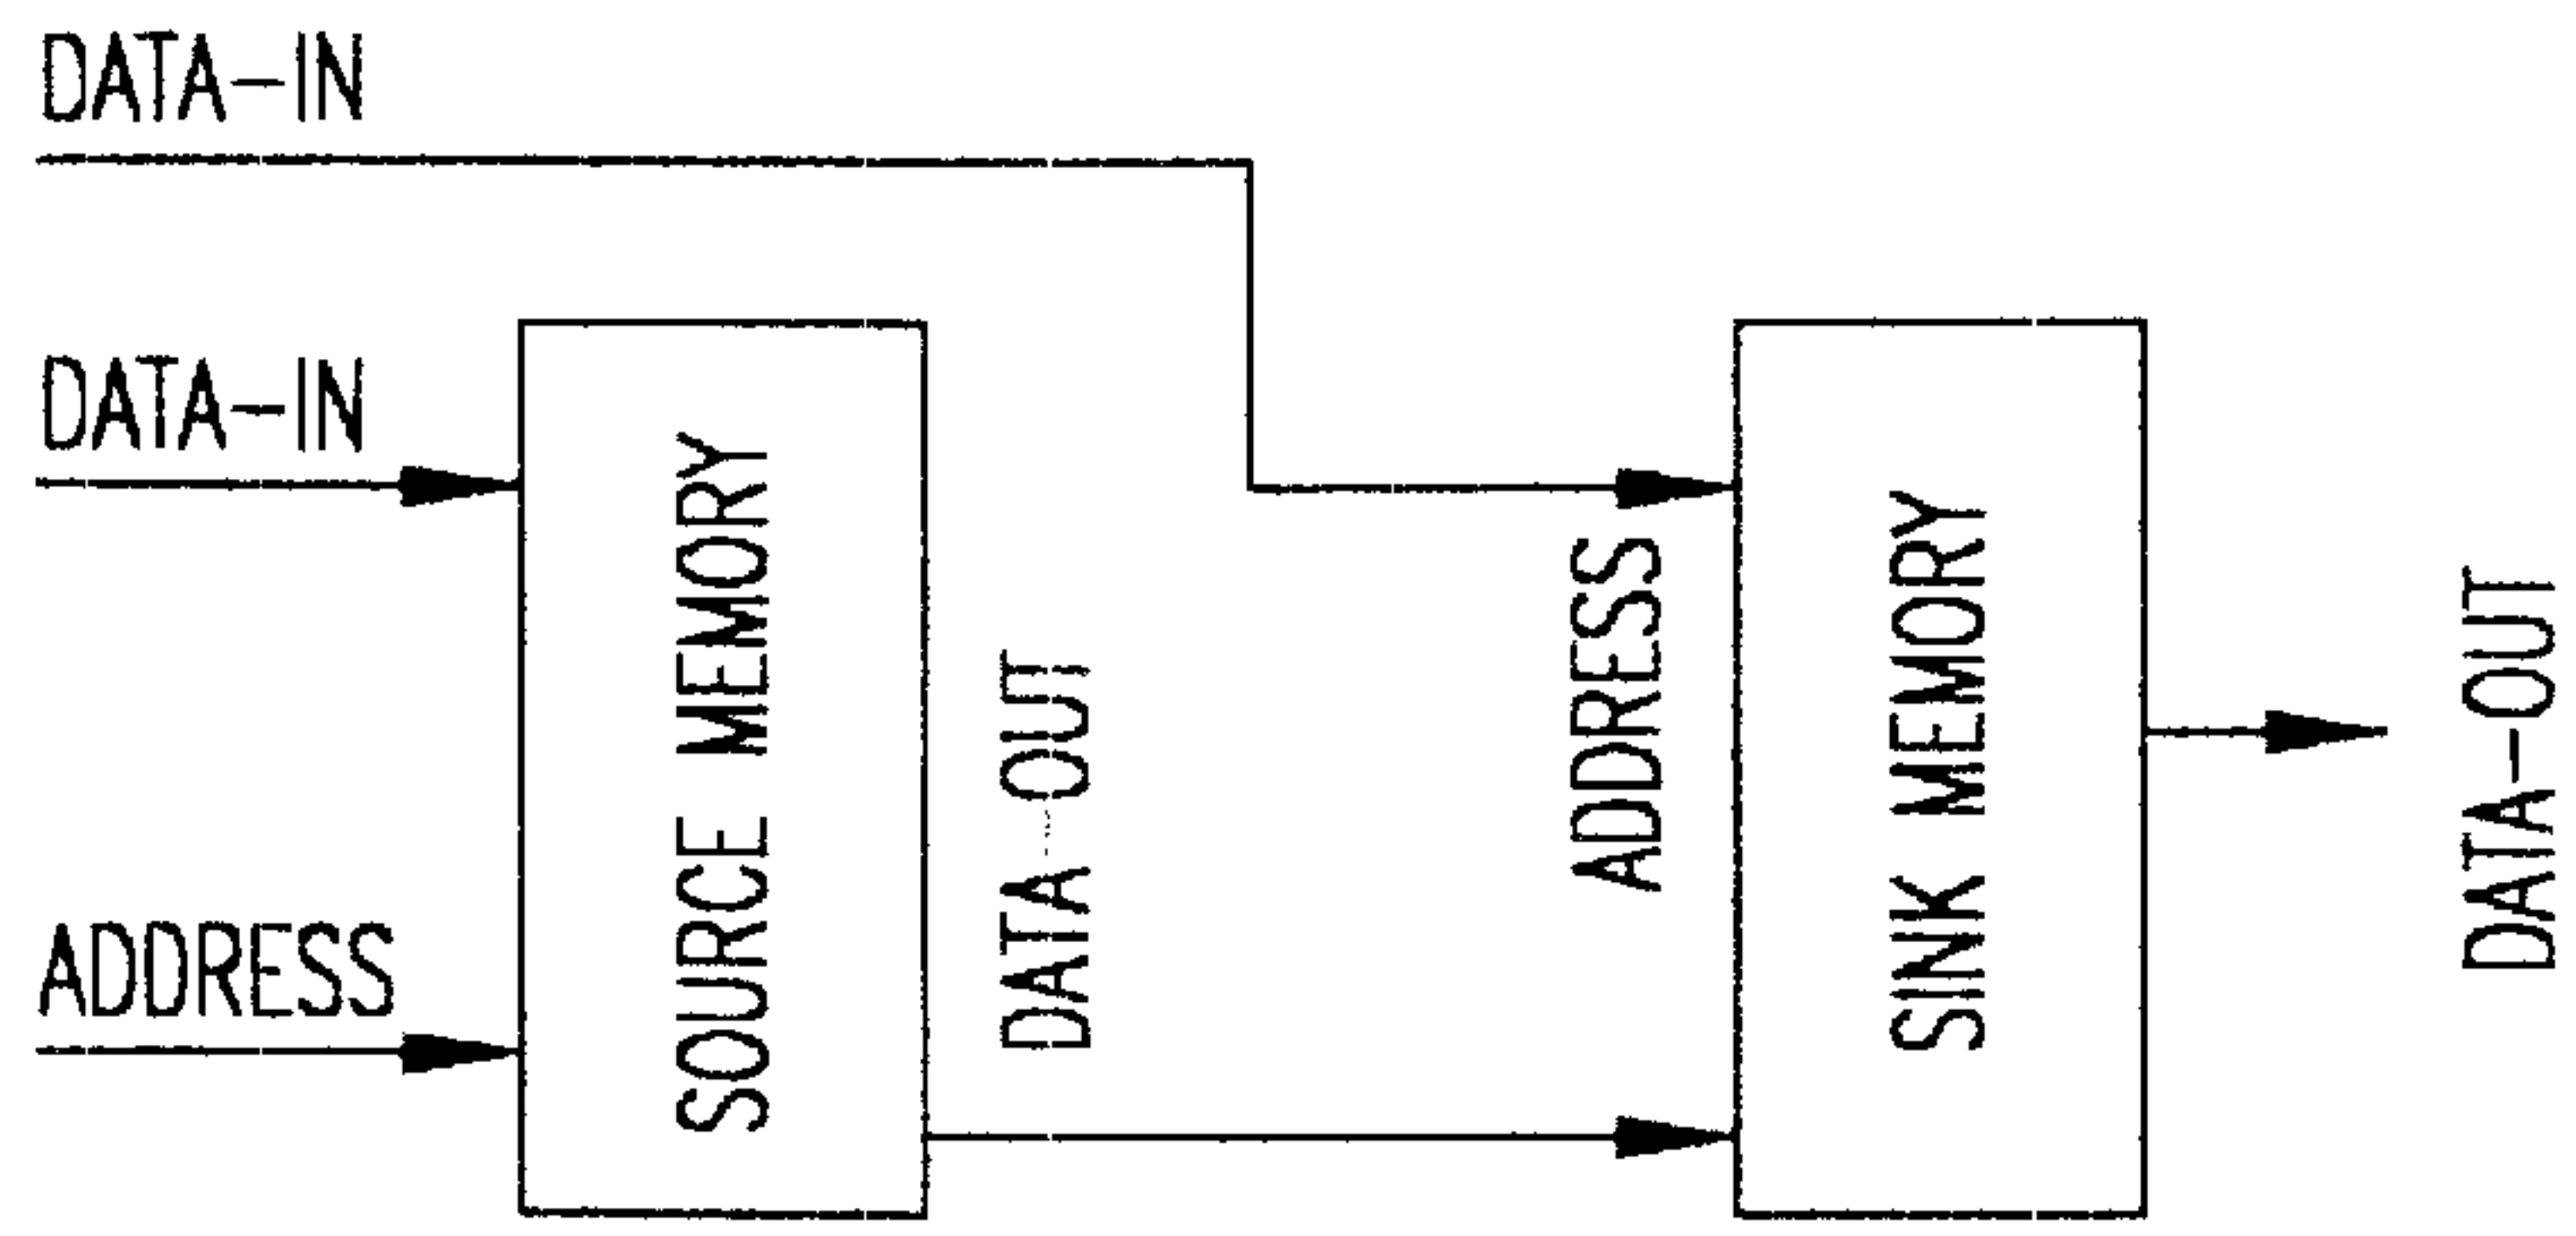 DATA-IN
DATA-IN
ADDRESS
SOURCE MEMORY
DATA-OUT
ADDRESS
SINK MEMORY
DATA-OUT